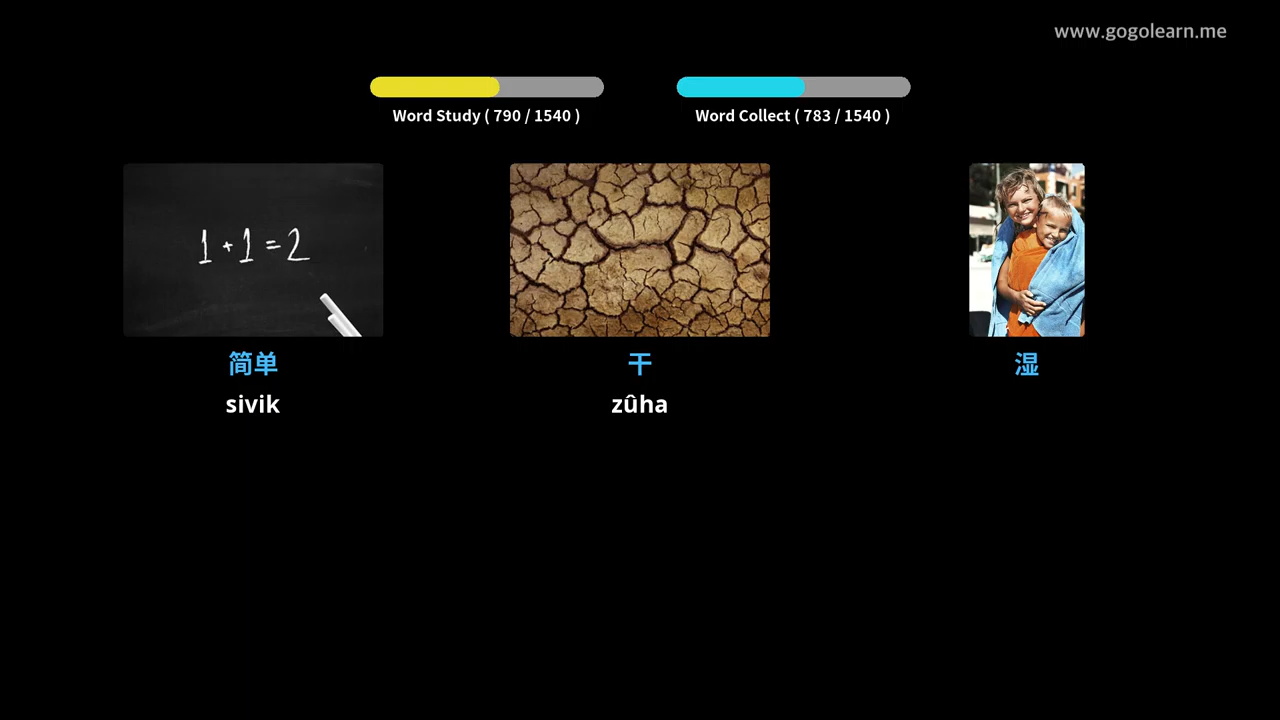 www.gogolearn.me
Word Study ( 790 / 1540 )
Word Collect ( 783 / 1540 )
1 + 1 = 2
简单
干
湿
sivik
zûha